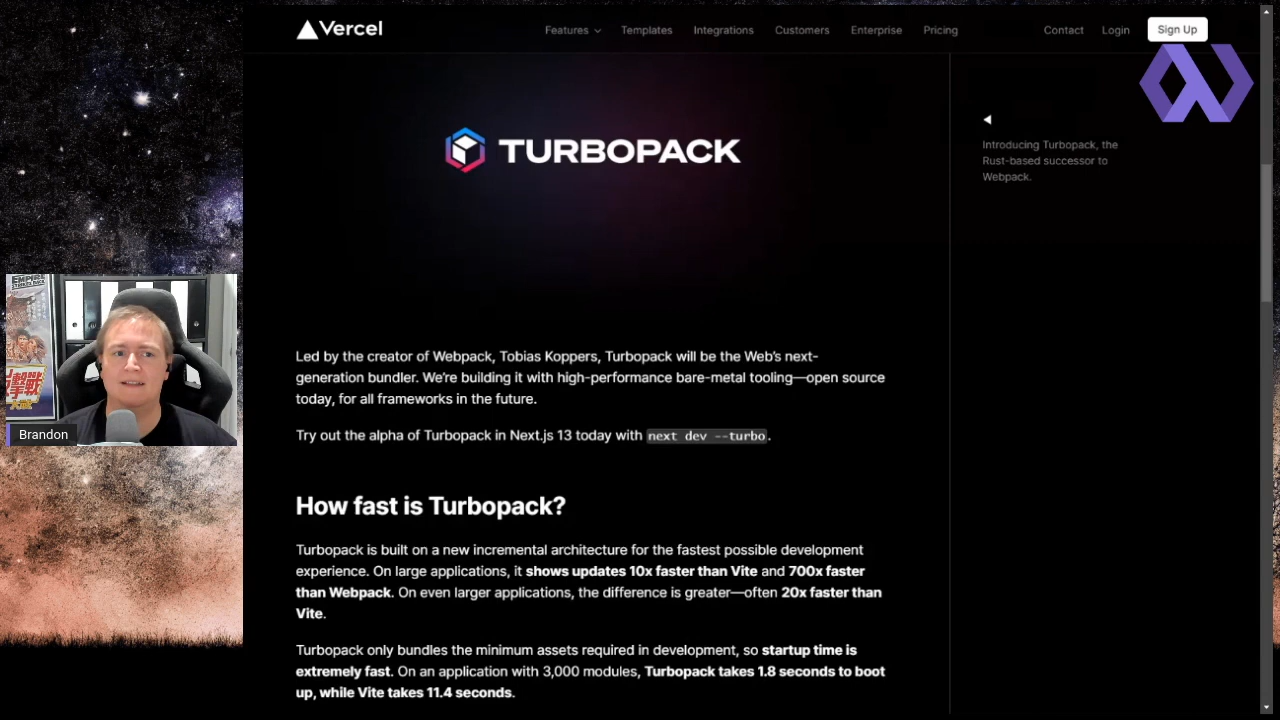 Vercel
Features
Templates
Integrations
Customers
Enterprise
Pricing
Contact
Login
Sign Up
TURBOPACK
Introducing Turbopack, the
Rust-based successor to
Webpack.
EMPIRE
擊戰
Brandon
Led by the creator of Webpack, Tobias Koppers, Turbopack will be the Web's next-
generation bundler. We're building it with high-performance bare-metal tooling—open source
today, for all frameworks in the future.
Try out the alpha of Turbopack in Next.js 13 today with next dev --turbo.
How fast is Turbopack?
Turbopack is built on a new incremental architecture for the fastest possible development
experience. On large applications, it shows updates 10x faster than Vite and 700x faster
than Webpack. On even larger applications, the difference is greater—often 20x faster than
Vite.
Turbopack only bundles the minimum assets required in development, so startup time is
extremely fast. On an application with 3,000 modules, Turbopack takes 1.8 seconds to boot
up, while Vite takes 11.4 seconds.